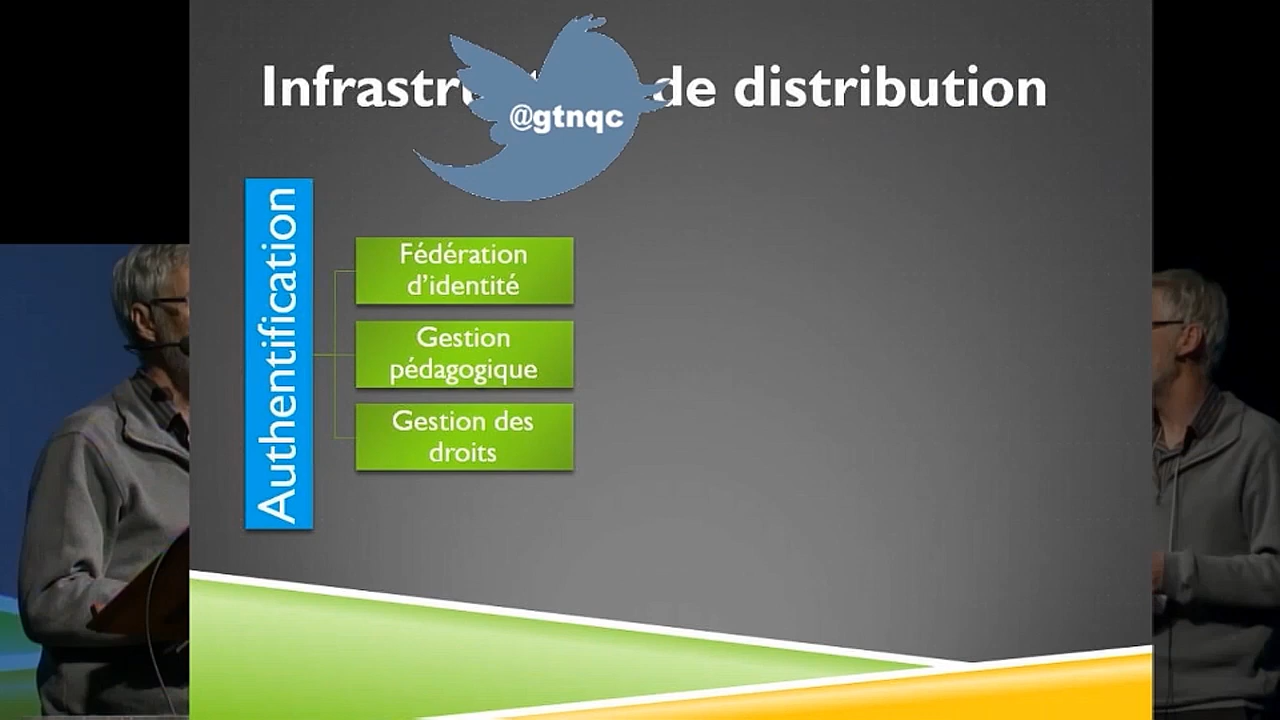 Infrastr de distribution
@gtnqc
Authentification
Fédération
d'identité
Gestion
pédagogique
Gestion des
droits